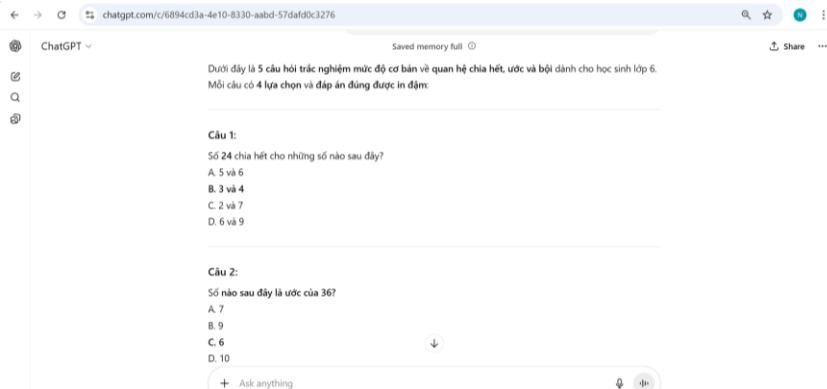 chatgpt.com/c/6894cd3a-4e10-8330-aabd-57dafd0c3276
N
ChatGPT
Saved memory full
Share
Dưới đây là 5 câu hỏi trắc nghiệm mức độ cơ bản về quan hệ chia hết, ước và bội dành cho học sinh lớp 6.
Mỗi câu có 4 lựa chọn và đáp án đúng được in đậm:
Câu 1:
Số 24 chia hết cho những số nào sau đây?
A. 5 và 6
B. 3 và 4
C. 2 và 7
D. 6 và 9
Câu 2:
Số nào sau đây là ước của 36?
A. 7
B. 9
C. 6
D. 10
Ask anything